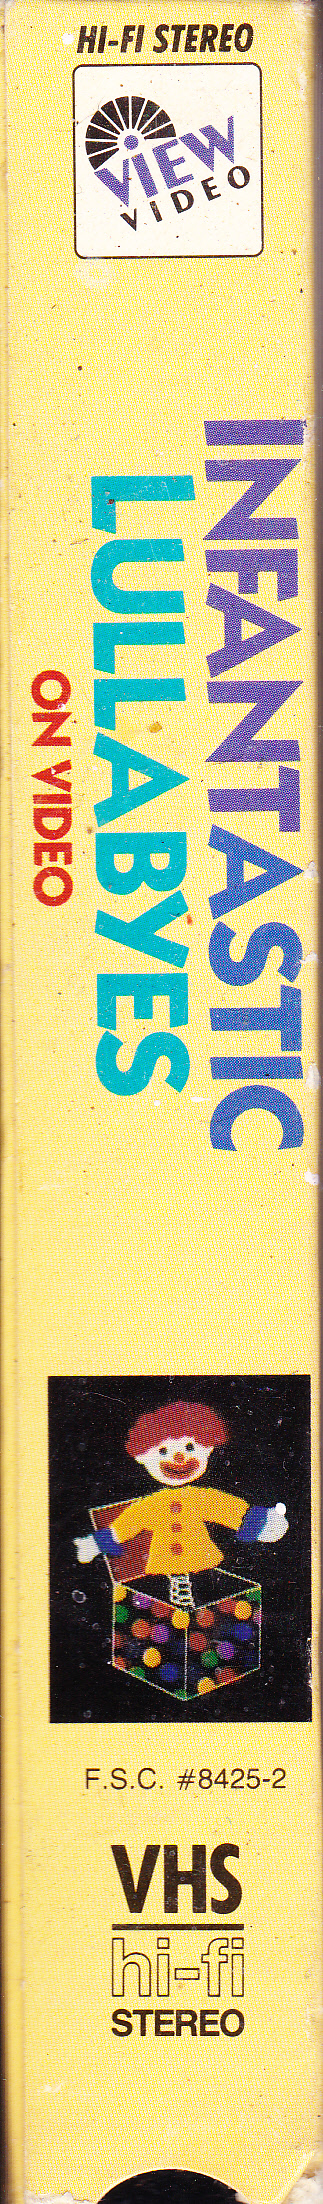 HI-FI STEREO
VIEW
VIDEO
INFANTASTIC
LULLABYES
ON VIDEO
F.S.C. #8425-2
VHS
hi-fi
STEREO